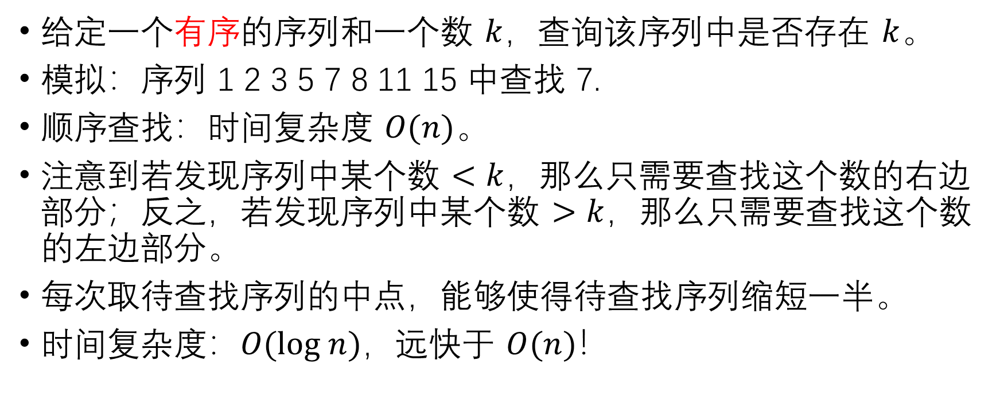 • 给定一个有序的序列和一个数 k，查询该序列中是否存在 k。
• 模拟：序列 1 2 3 5 7 8 11 15 中查找 7.
• 顺序查找：时间复杂度 O(n)。
• 注意到若发现序列中某个数 < k，那么只需要查找这个数的右边
部分；反之，若发现序列中某个数 > k，那么只需要查找这个数
的左边部分。
• 每次取待查找序列的中点，能够使得待查找序列缩短一半。
• 时间复杂度：O(log n)，远快于 O(n)！